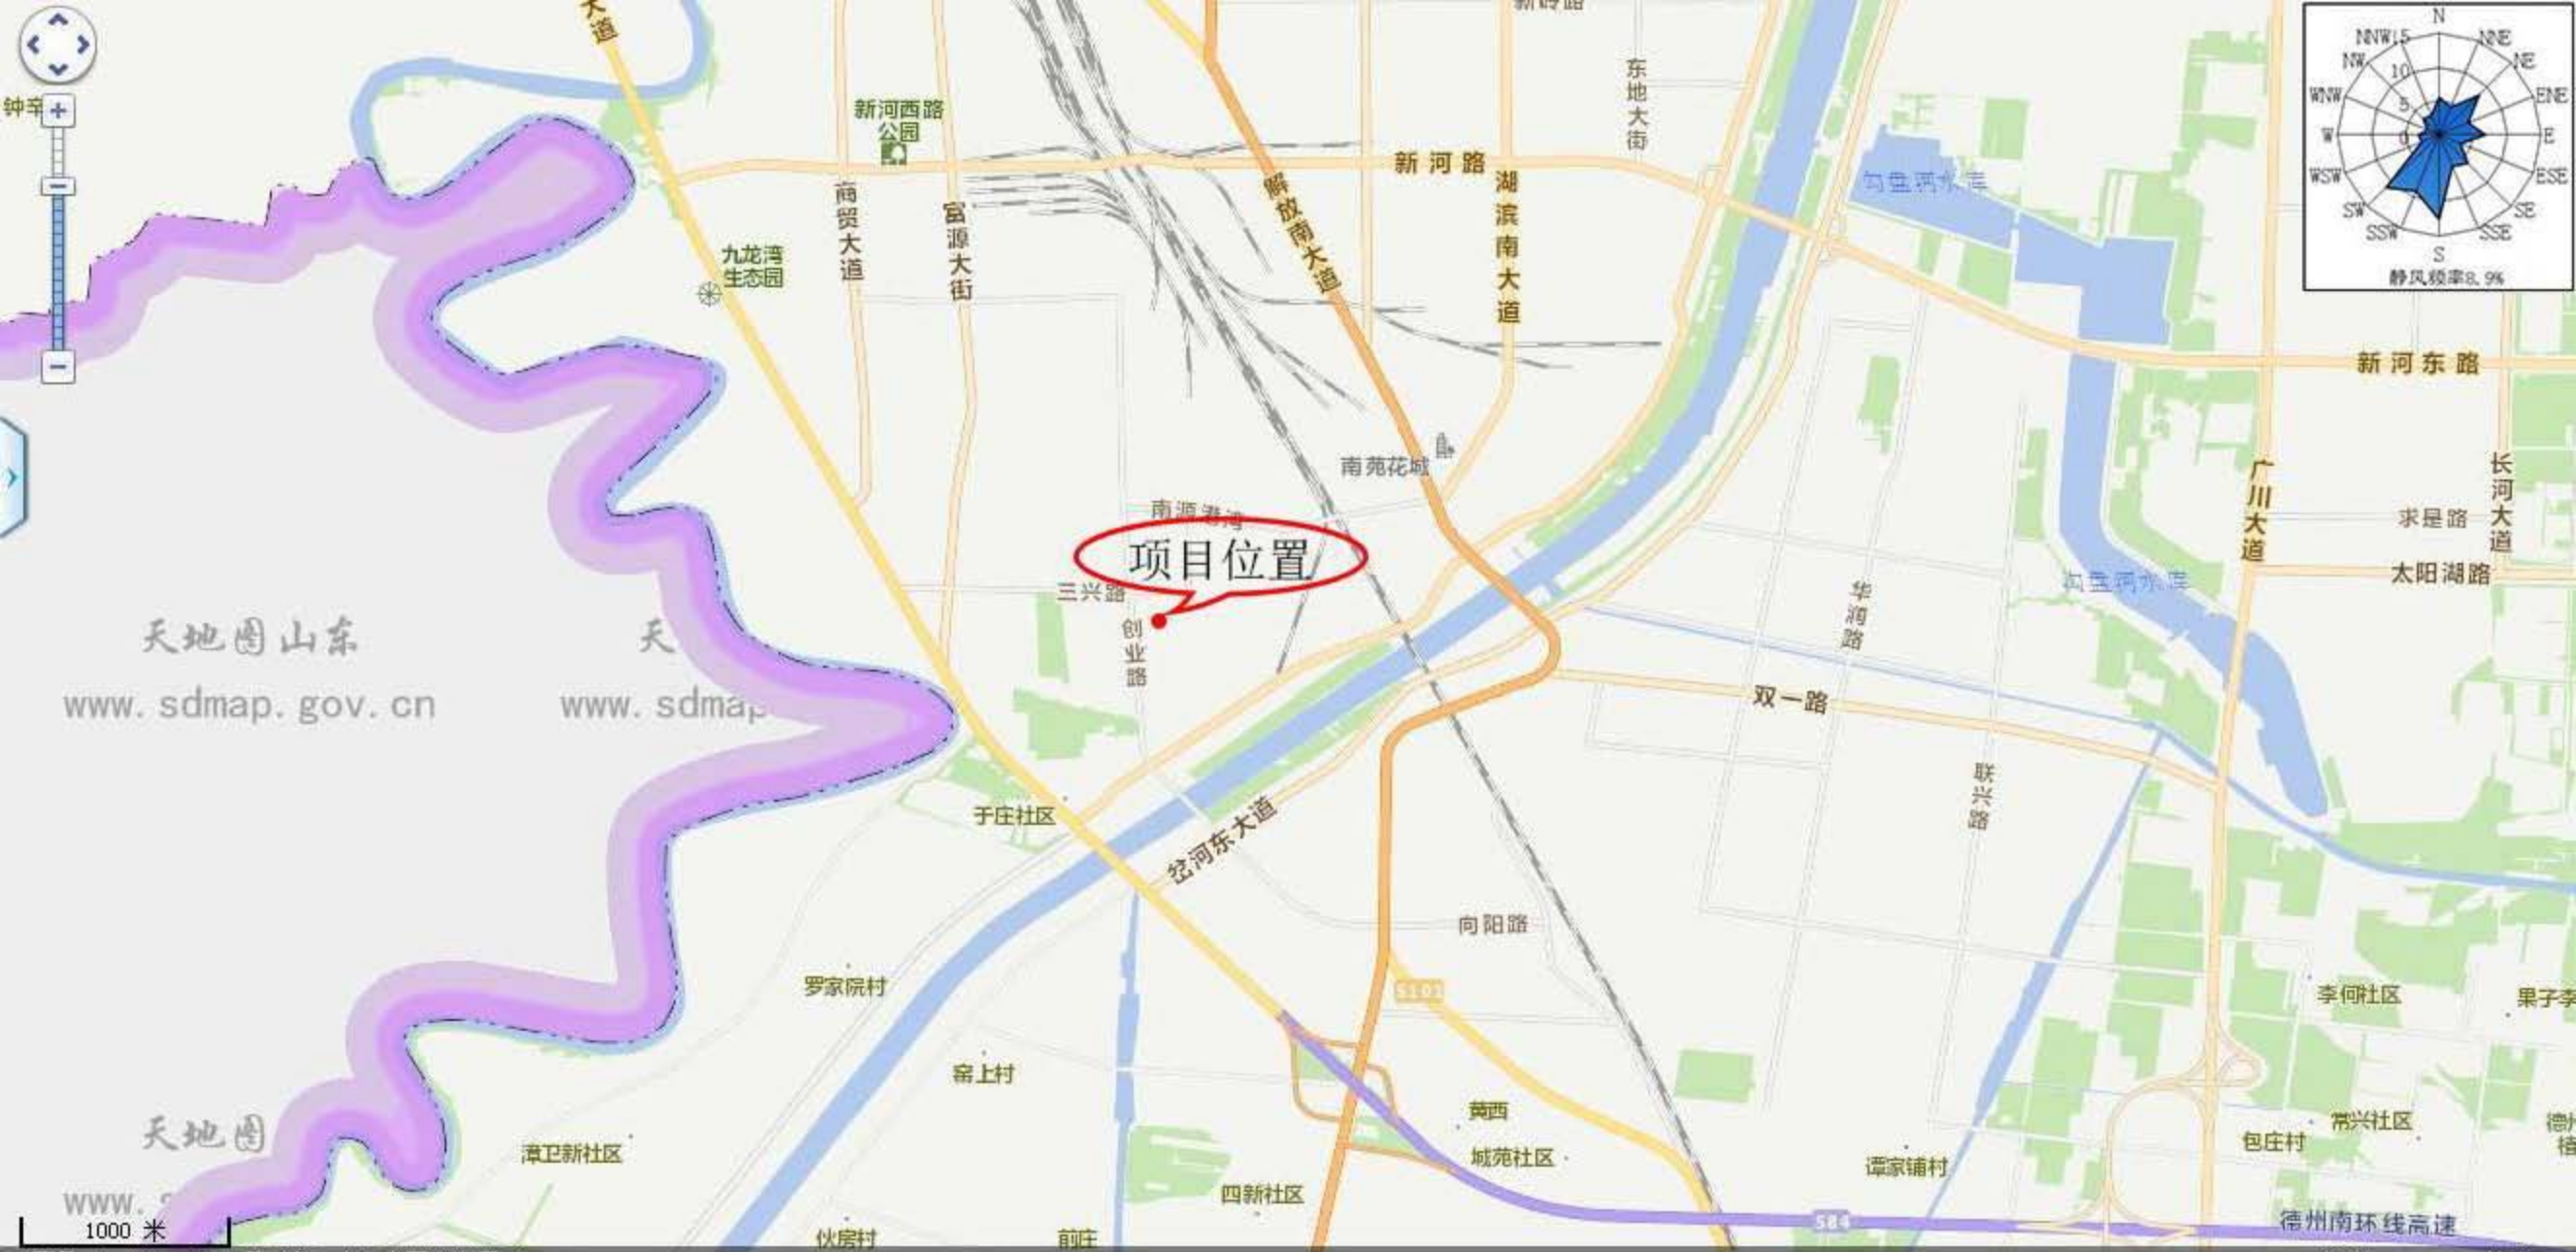 大道
新岭路
N
NNW
15
NNE
NW
10
NE
WNW
5
ENE
W
0
E
WSW
ESE
SW
SE
SSW
SSE
S
静风频率8.9%
东地大街
新河西路
公园
新河路
商贸大道
富源大街
解放南大道
湖滨南大道
勾盘河水库
九龙湾
生态园
新河东路
南苑花城
广川大道
长河大道
求是路
太阳湖路
南源港湾
项目位置
三兴路
创业路
勾盘河水库
华润路
天地图山东
天
www.sdmap.gov.cn
www.sdmap
双一路
联兴路
于庄社区
岔河东大道
向阳路
罗家院村
S101
李何社区
果子李
窑上村
黄西
城苑社区
漳卫新社区
常兴社区
包庄村
谭家铺村
四新社区
天地图
www.
1000 米
伙房村
前庄
S84
德州南环线高速